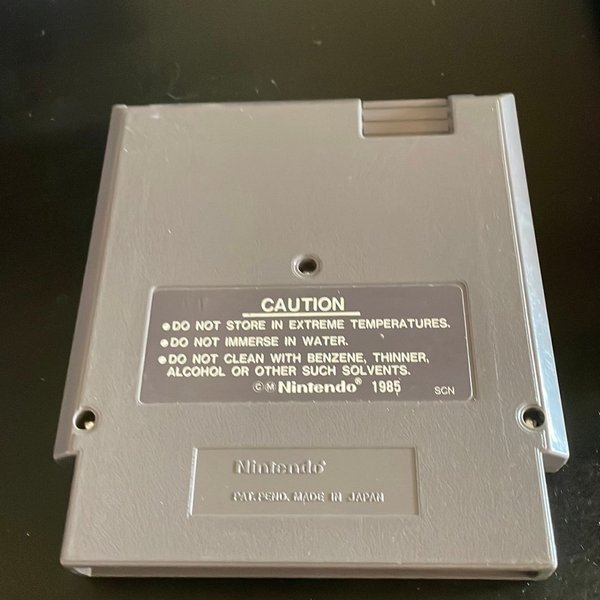 CAUTION
●DO NOT STORE IN EXTREME TEMPERATURES.
●DO NOT IMMERSE IN WATER.
●DO NOT CLEAN WITH BENZENE, THINNER,
ALCOHOL OR OTHER SUCH SOLVENTS.
©Ⓜ Nintendo® 1985 SCN
Nintendo®
PAT. PEND. MADE IN JAPAN